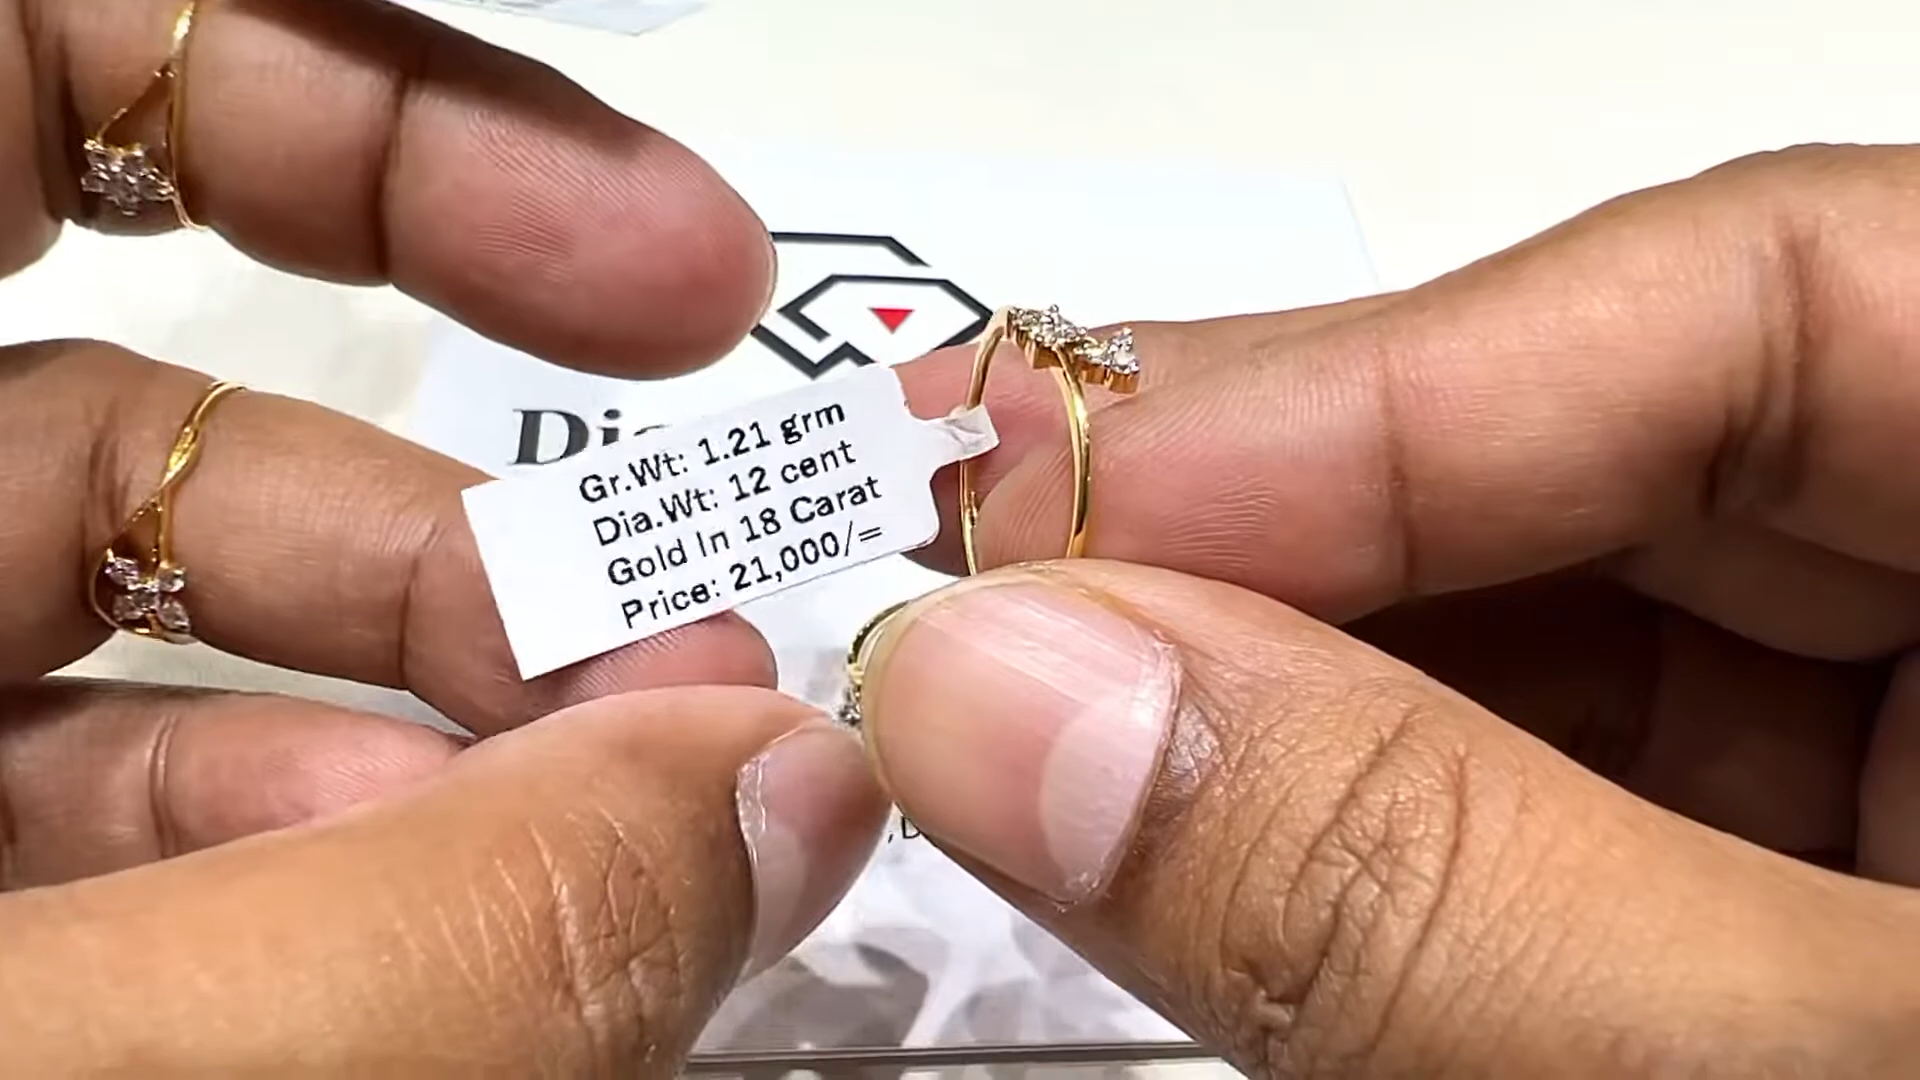 Gr.Wt: 1.21 grm
Dia.Wt: 12 cent
Gold In 18 Carat
Price: 21,000/=